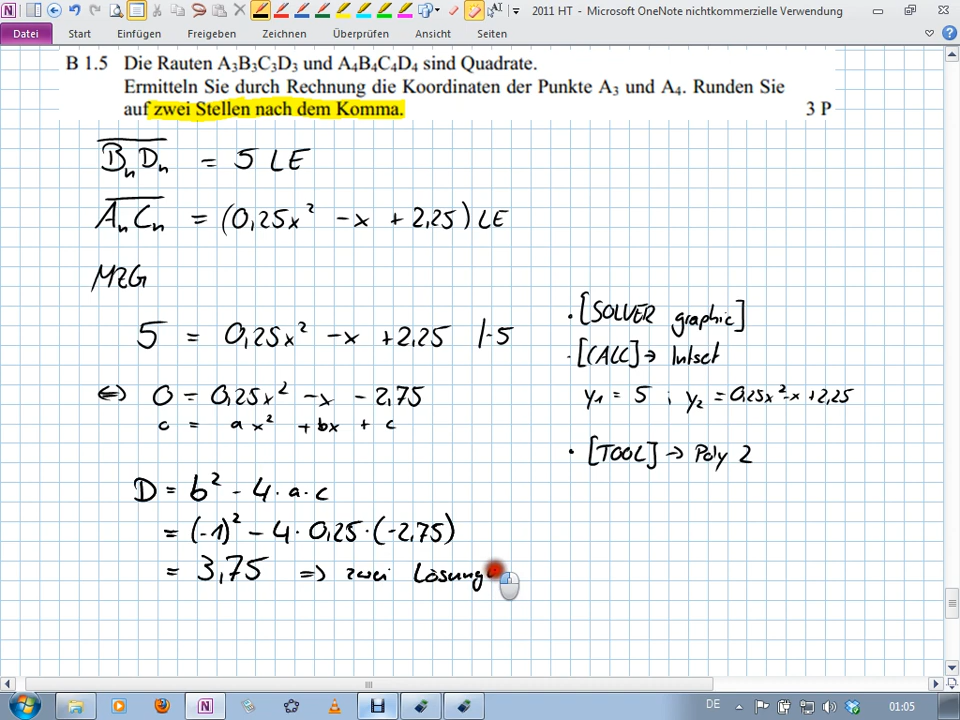 2011 HT - Microsoft OneNote nichtkommerzielle Verwendung
Datei Start Einfügen Freigeben Zeichnen Überprüfen Ansicht Seiten
B 1.5 Die Rauten A₃B₃C₃D₃ und A₄B₄C₄D₄ sind Quadrate.
Ermitteln Sie durch Rechnung die Koordinaten der Punkte A₃ und A₄. Runden Sie
auf zwei Stellen nach dem Komma. 3 P
BₙDₙ = 5 LE
AₙCₙ = (0,25x² - x + 2,25) LE
MZG
5 = 0,25x² - x + 2,25 |-5
⇔ 0 = 0,25x² - x - 2,75
0 = ax² + bx + c
D = b² - 4 · a · c
= (-1)² - 4 · 0,25 · (-2,75)
= 3,75 ⇒ zwei Lösung
· [SOLVER graphic]
· [CALC] → Intset
y₁ = 5 ; y₂ = 0,25x²-x+2,25
· [TOOL] → Poly 2
DE 01:05